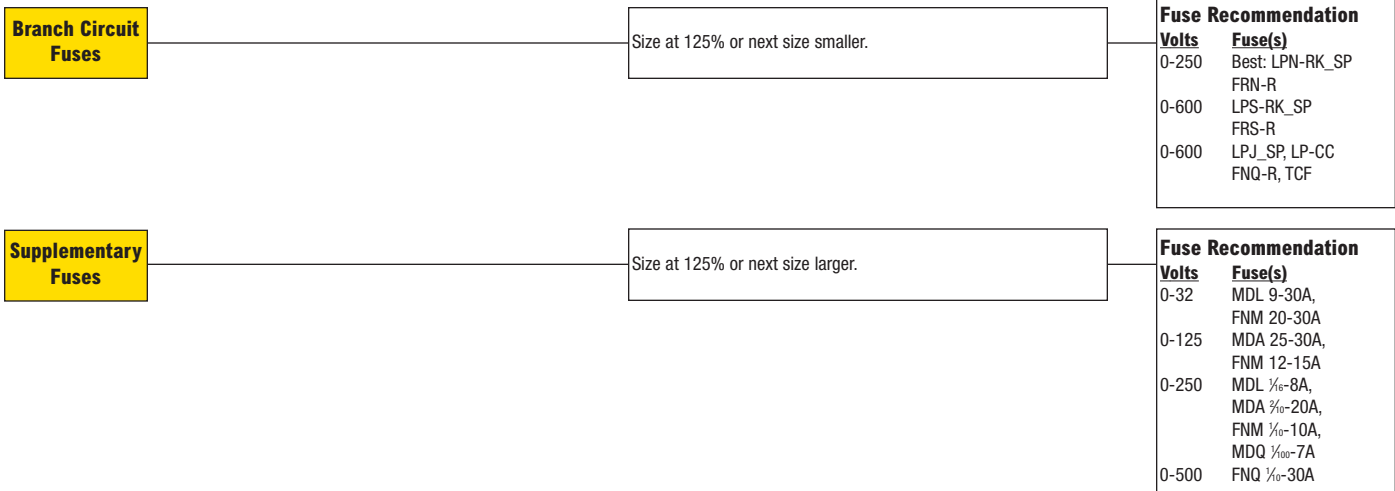 Branch Circuit
Fuses
Size at 125% or next size smaller.
Fuse Recommendation
Volts Fuse(s)
0-250 Best: LPN-RK_SP
FRN-R
0-600 LPS-RK_SP
FRS-R
0-600 LPJ_SP, LP-CC
FNQ-R, TCF
Supplementary
Fuses
Size at 125% or next size larger.
Fuse Recommendation
Volts Fuse(s)
0-32 MDL 9-30A,
FNM 20-30A
0-125 MDA 25-30A,
FNM 12-15A
0-250 MDL 1/16-8A,
MDA 2/10-20A,
FNM 1/10-10A,
MDQ 1/100-7A
0-500 FNQ 1/10-30A